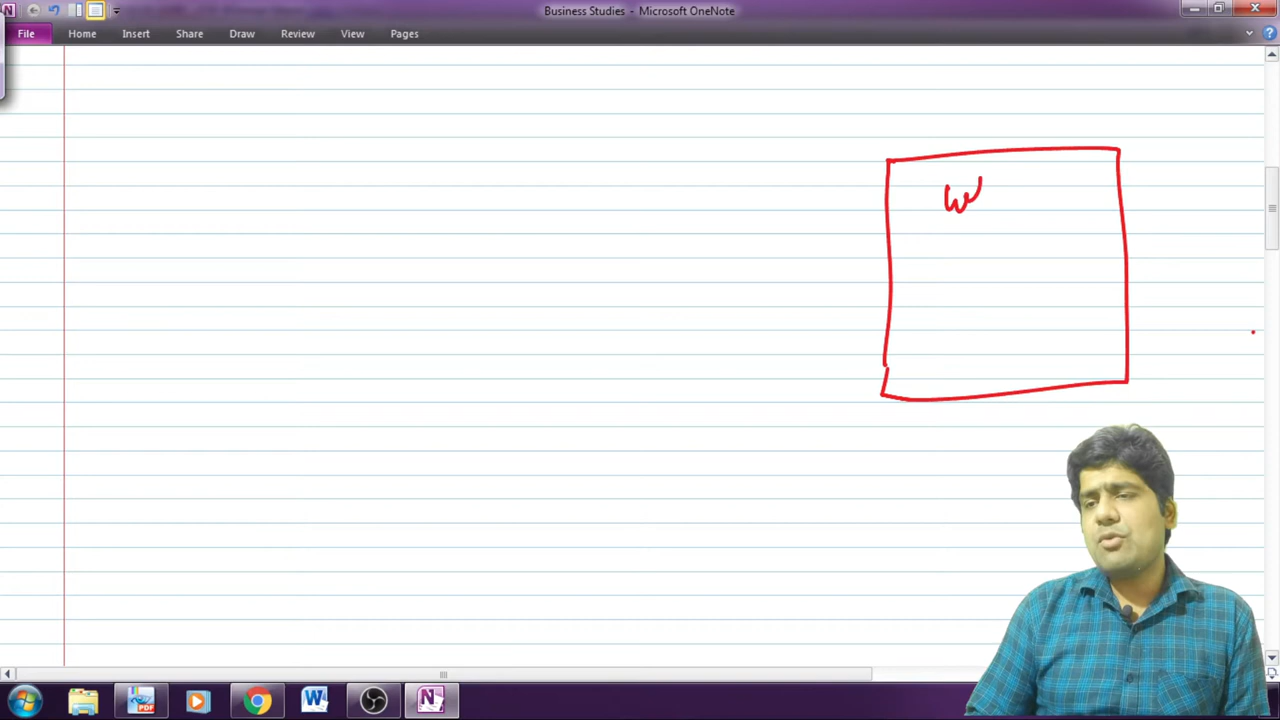 Business Studies - Microsoft OneNote
File Home Insert Share Draw Review View Pages
W